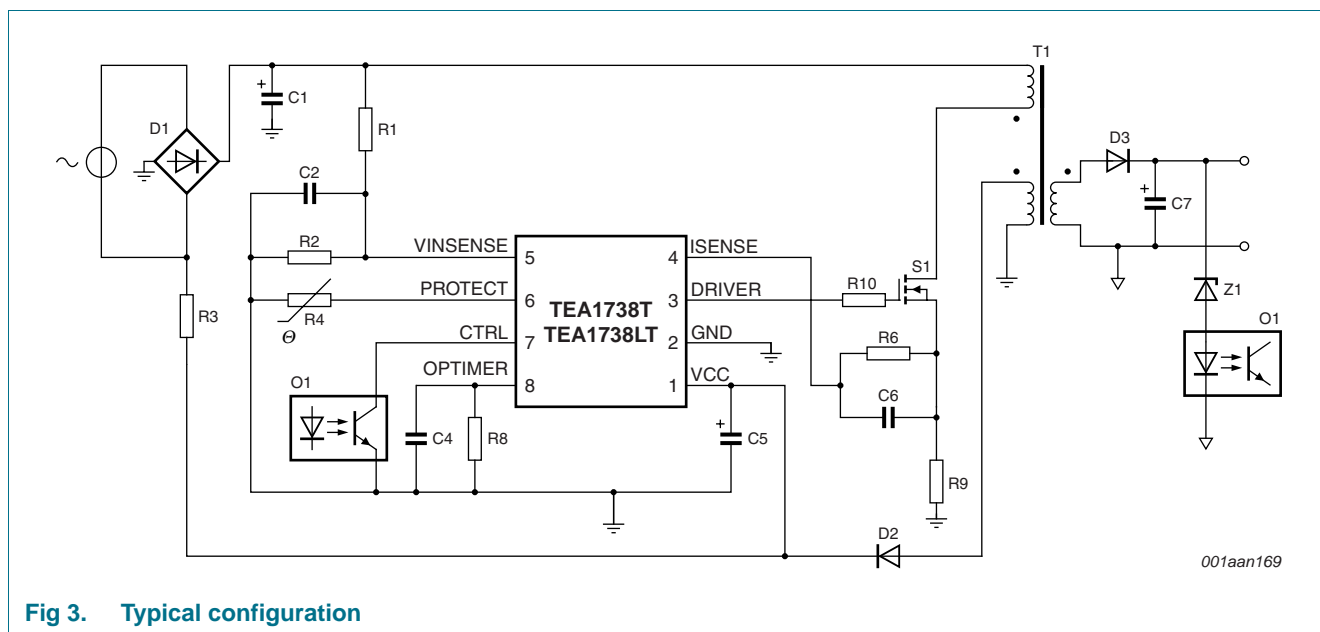 T1
+
C1
R1
D1
D3
C2
+
C7
R2
VINSENSE
5
4
ISENSE
S1
R10
PROTECT
6
3
DRIVER
Z1
R3
R4
Θ
TEA1738T
TEA1738LT
CTRL
7
2
GND
O1
R6
OPTIMER
8
1
VCC
O1
C6
C4
R8
+
C5
R9
D2
001aan169
Fig 3. Typical configuration